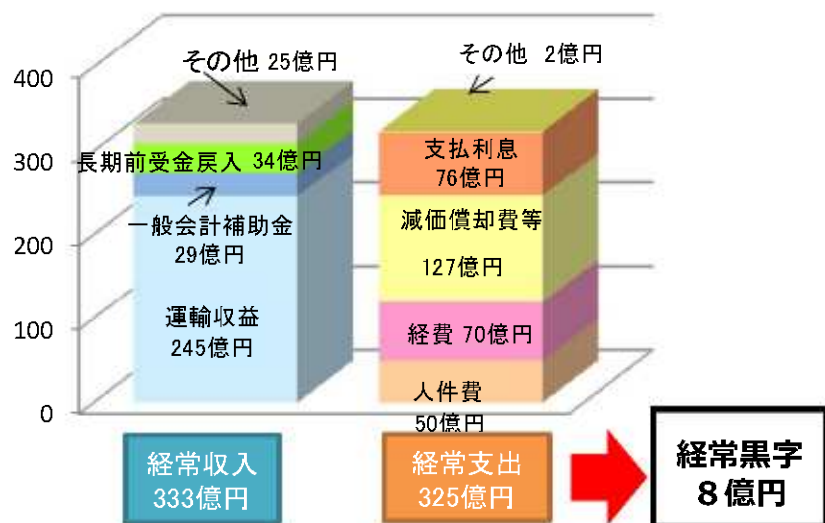 400
300
200
100
0
その他 25億円
長期前受金戻入 34億円
一般会計補助金
29億円
運輸収益
245億円
その他 2億円
支払利息
76億円
減価償却費等
127億円
経費 70億円
人件費
50億円
経常収入
333億円
経常支出
325億円
経常黒字
８億円